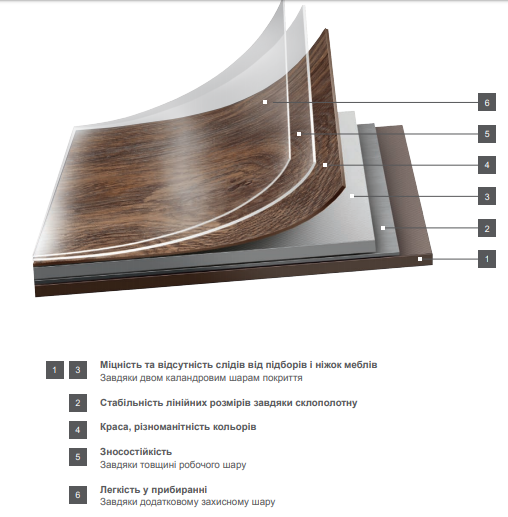 6
5
4
3
2
1
1 3 Міцність та відсутність слідів від підборів і ніжок меблів
Завдяки двом каландровим шарам покриття
2 Стабільність лінійних розмірів завдяки склополотну
4 Краса, різноманітність кольорів
5 Зносостійкість
Завдяки товщині робочого шару
6 Легкість у прибиранні
Завдяки додатковому захисному шару